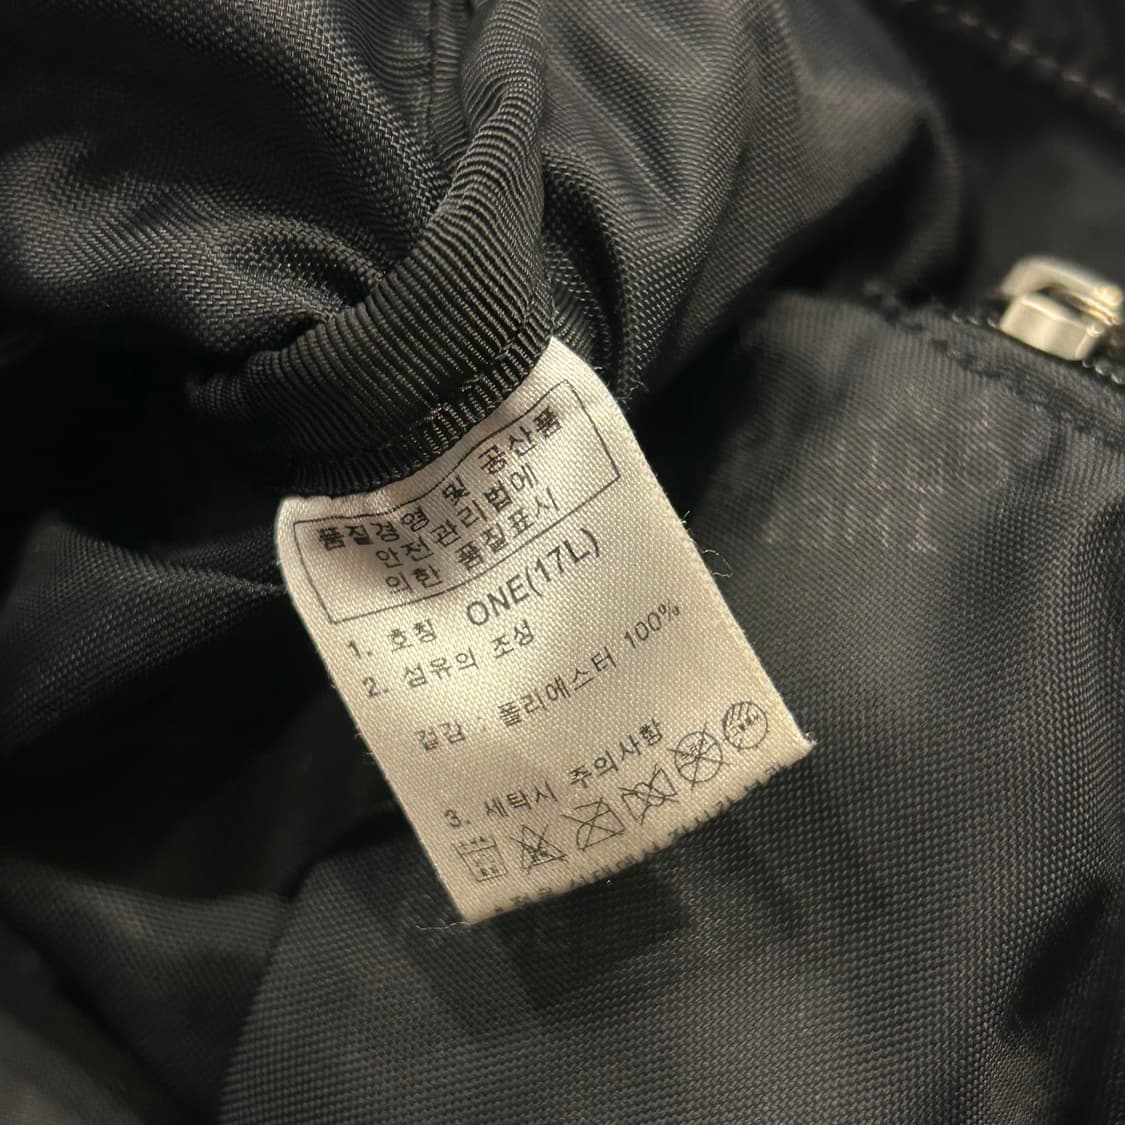 품질경영 및 공산품
안전관리법에
의한 품질표시
1. 호칭 ONE(17L)
2. 섬유의 조성
겉감 : 폴리에스터 100%
3. 세탁시 주의사항